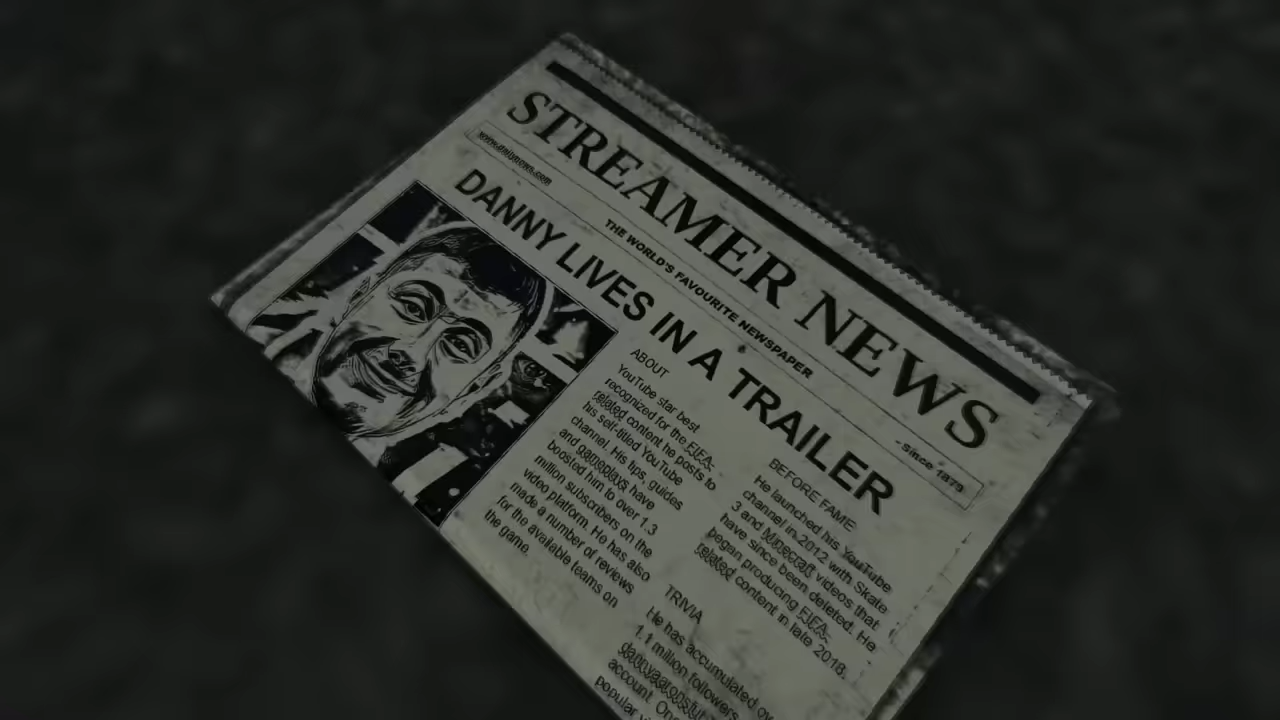 STREAMER NEWS
THE WORLD'S FAVOURITE NEWSPAPER
- since 1879
DANNY LIVES IN A TRAILER
ABOUT
YouTube star best
recognized for the FIFA-
related content he posts to
his self-titled YouTube
channel. His tips, guides
and gameplays have
boosted him to over 1.3
million subscribers on the
video platform. He has also
made a number of reviews
for the available teams on
the game.
BEFORE FAME
He launched his YouTube
channel in 2012 with Skate
3 and Minecraft videos that
have since been deleted. He
began producing FIFA-
related content in late 2018.
TRIVIA
He has accumulated ov
1.1 million followers
account. One
popular